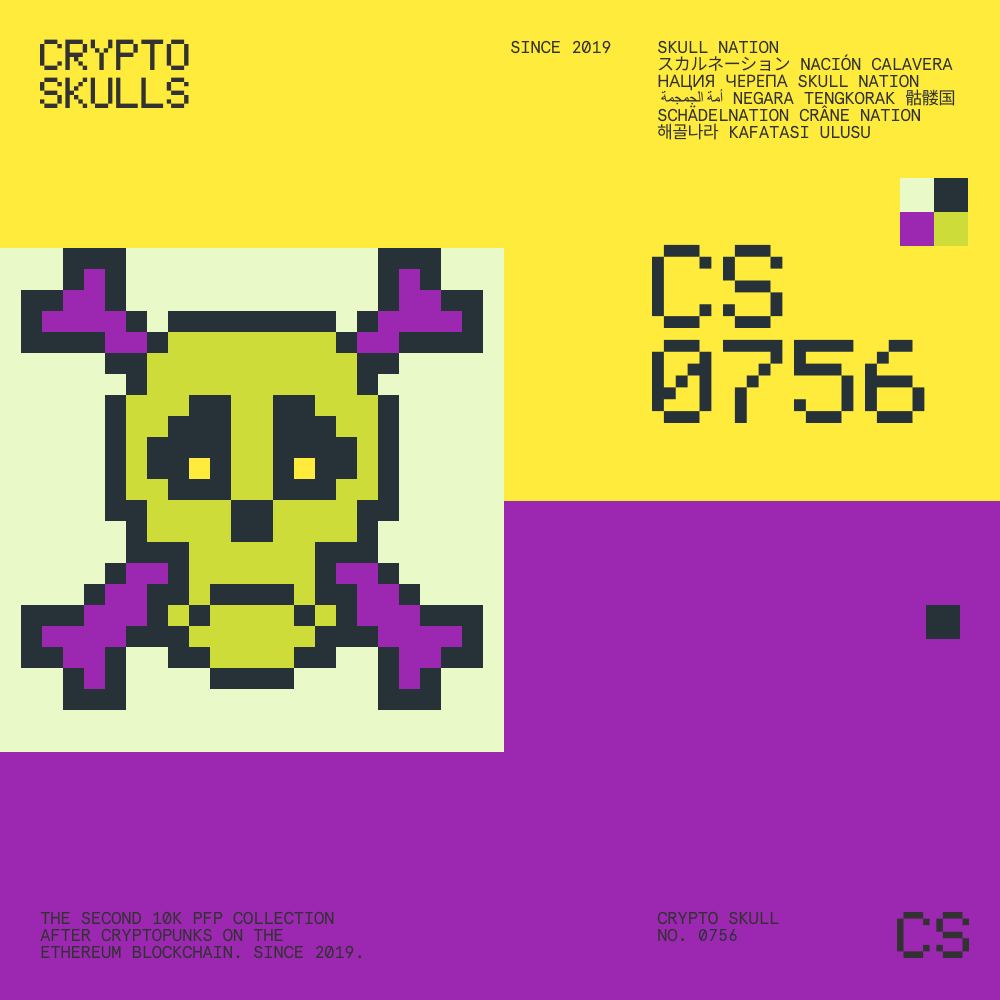 CRYPTO
SKULLS
SINCE 2019
SKULL NATION
スカルネーション NACIÓN CALAVERA
НАЦИЯ ЧЕРЕПА SKULL NATION
أمة الجمجمة NEGARA TENGKORAK 骷髅国
SCHÄDELNATION CRÂNE NATION
해골나라 KAFATASI ULUSU
CS
0756
THE SECOND 10K PFP COLLECTION
AFTER CRYPTOPUNKS ON THE
ETHEREUM BLOCKCHAIN. SINCE 2019.
CRYPTO SKULL
NO. 0756
CS